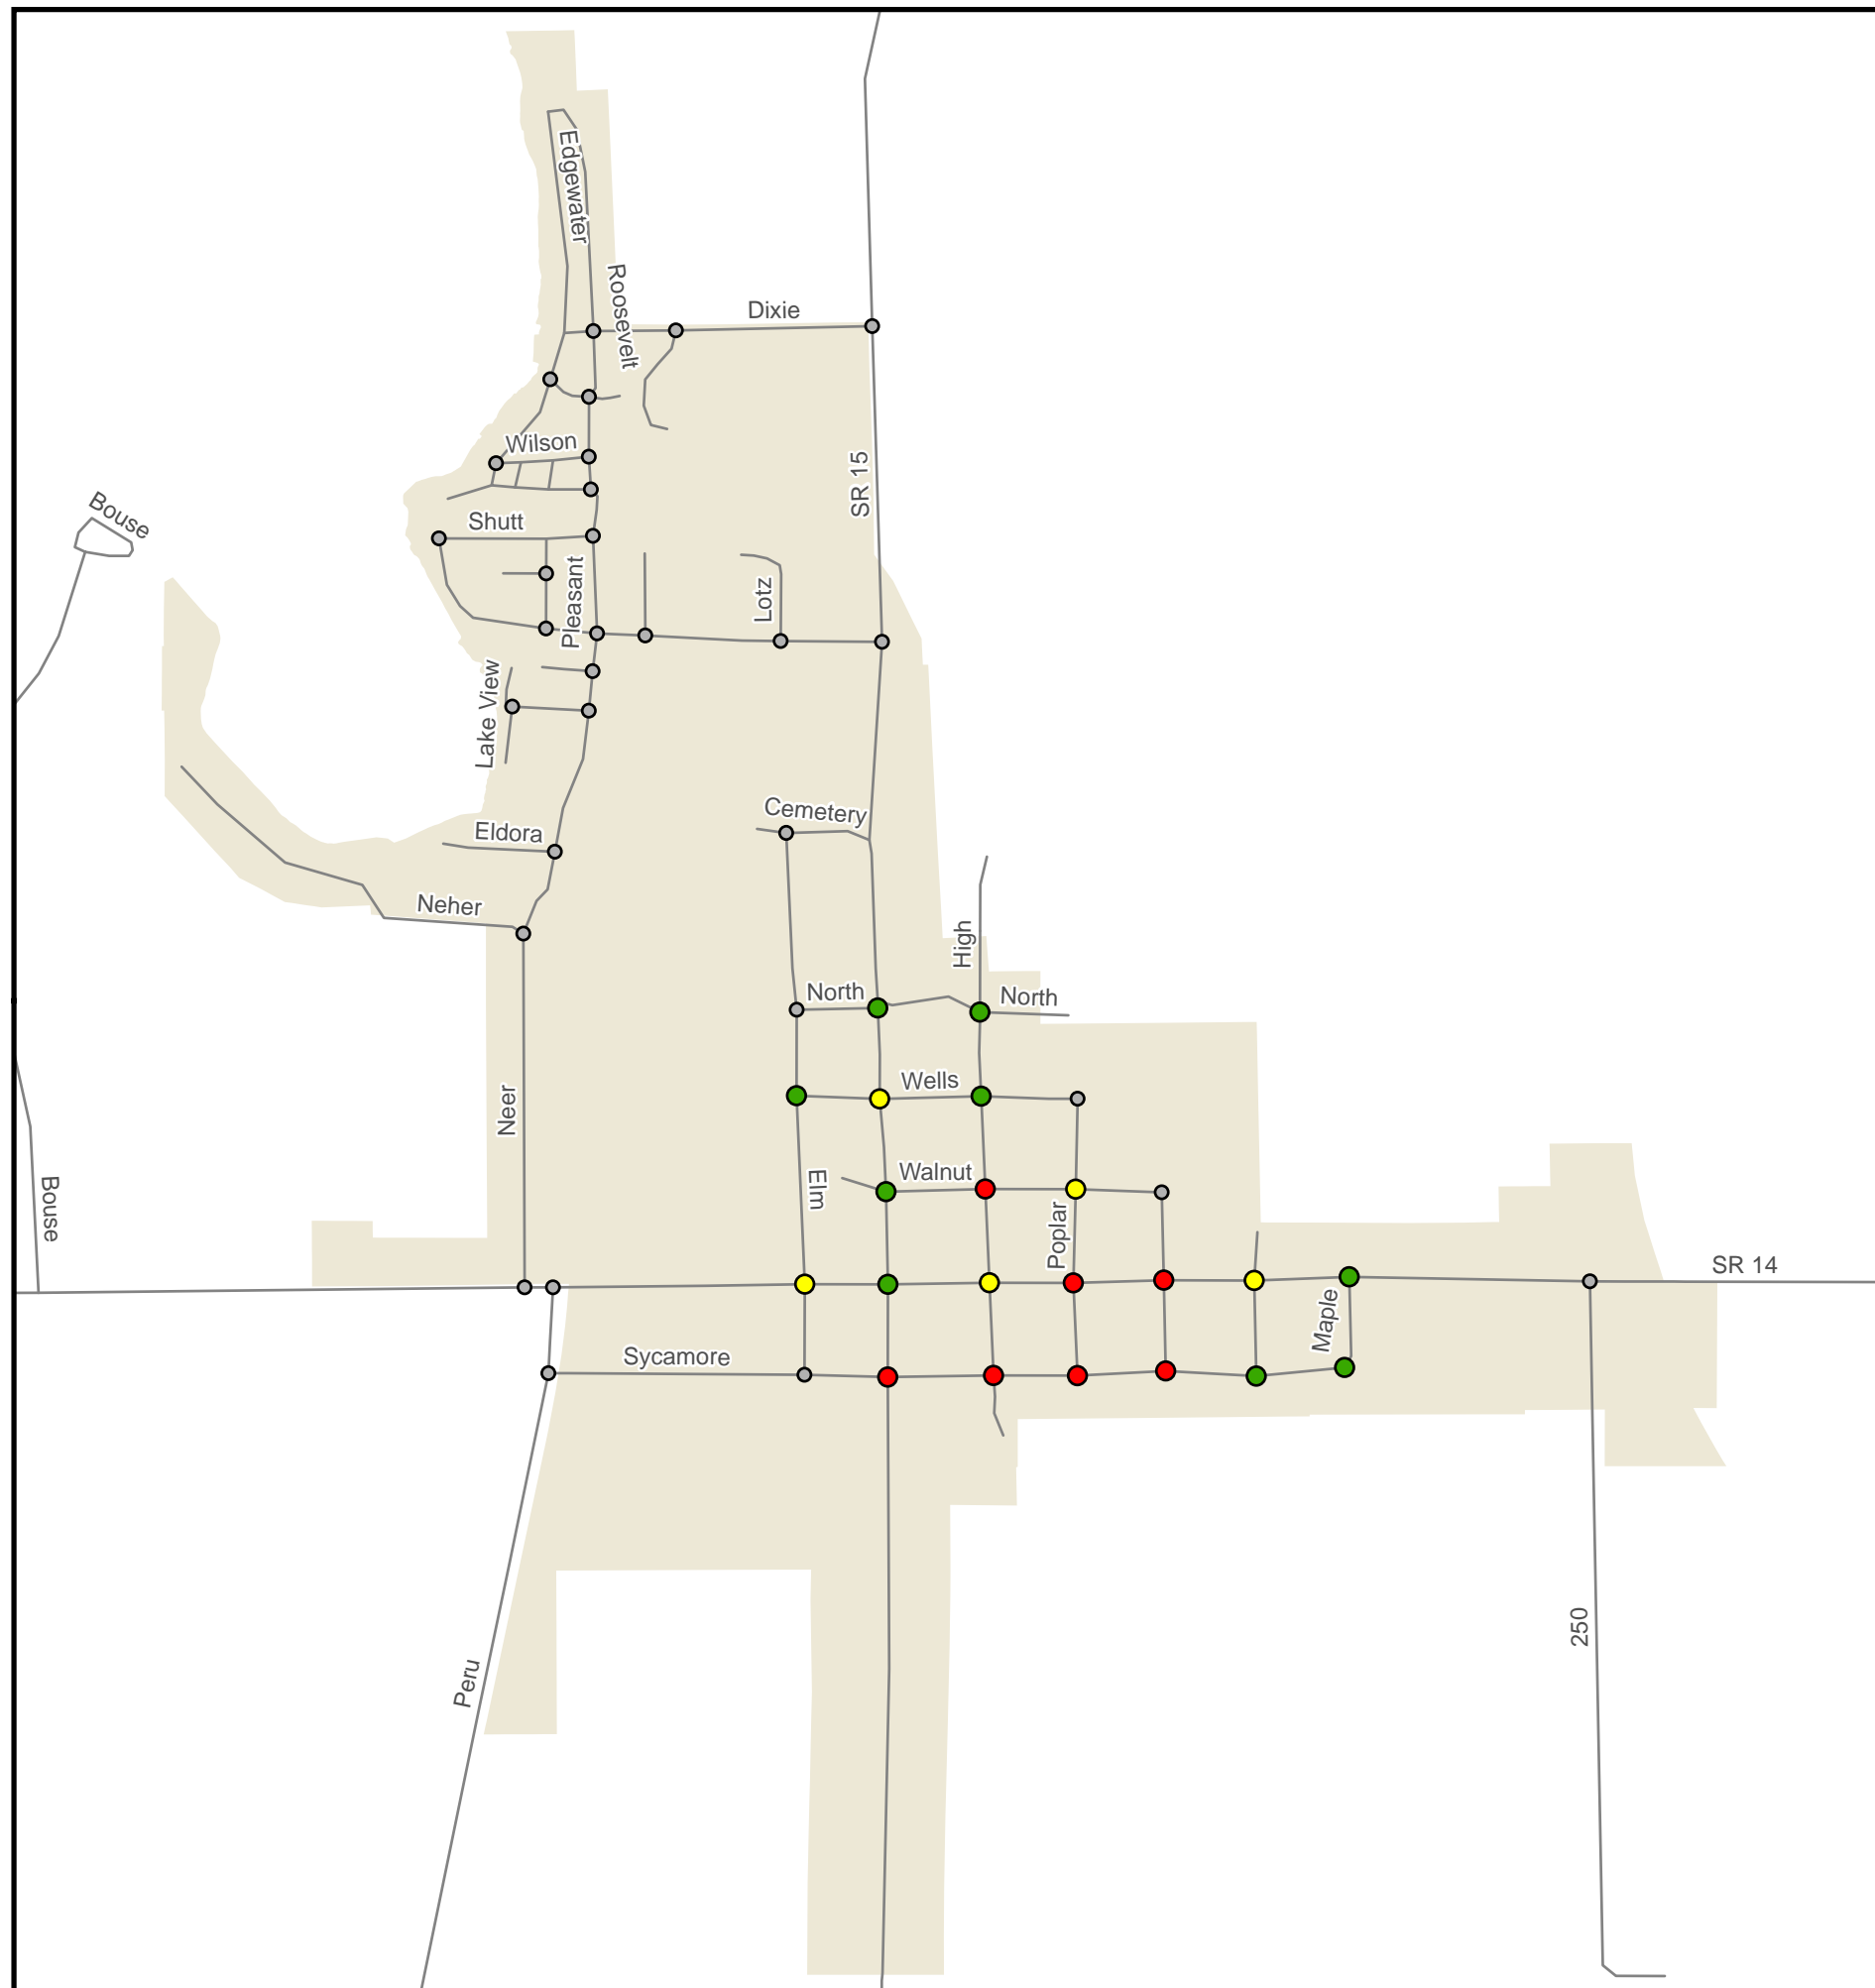 Edgewater
Roosevelt
Dixie
Wilson
SR 15
Bouse
Shutt
Pleasant
Lotz
Lake View
Cemetery
Eldora
Neher
High
North
North
Wells
Neer
Walnut
Elm
Bouse
Poplar
SR 14
Maple
Sycamore
250
Peru